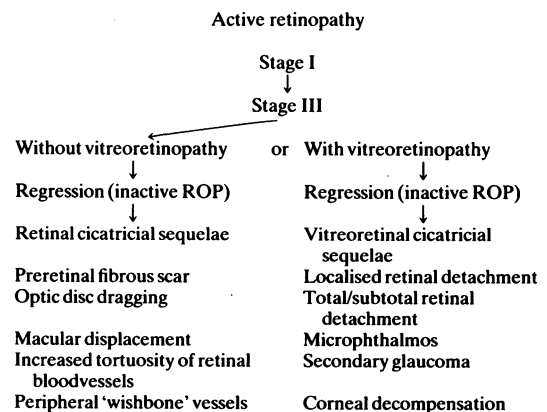 Active retinopathy
Stage I
Stage III
Without vitreoretinopathy or With vitreoretinopathy
Regression (inactive ROP) Regression (inactive ROP)
Retinal cicatricial sequelae Vitreoretinal cicatricial
sequelae
Preretinal fibrous scar Localised retinal detachment
Optic disc dragging Total/subtotal retinal
detachment
Macular displacement Microphthalmos
Increased tortuosity of retinal Secondary glaucoma
bloodvessels
Peripheral 'wishbone' vessels Corneal decompensation